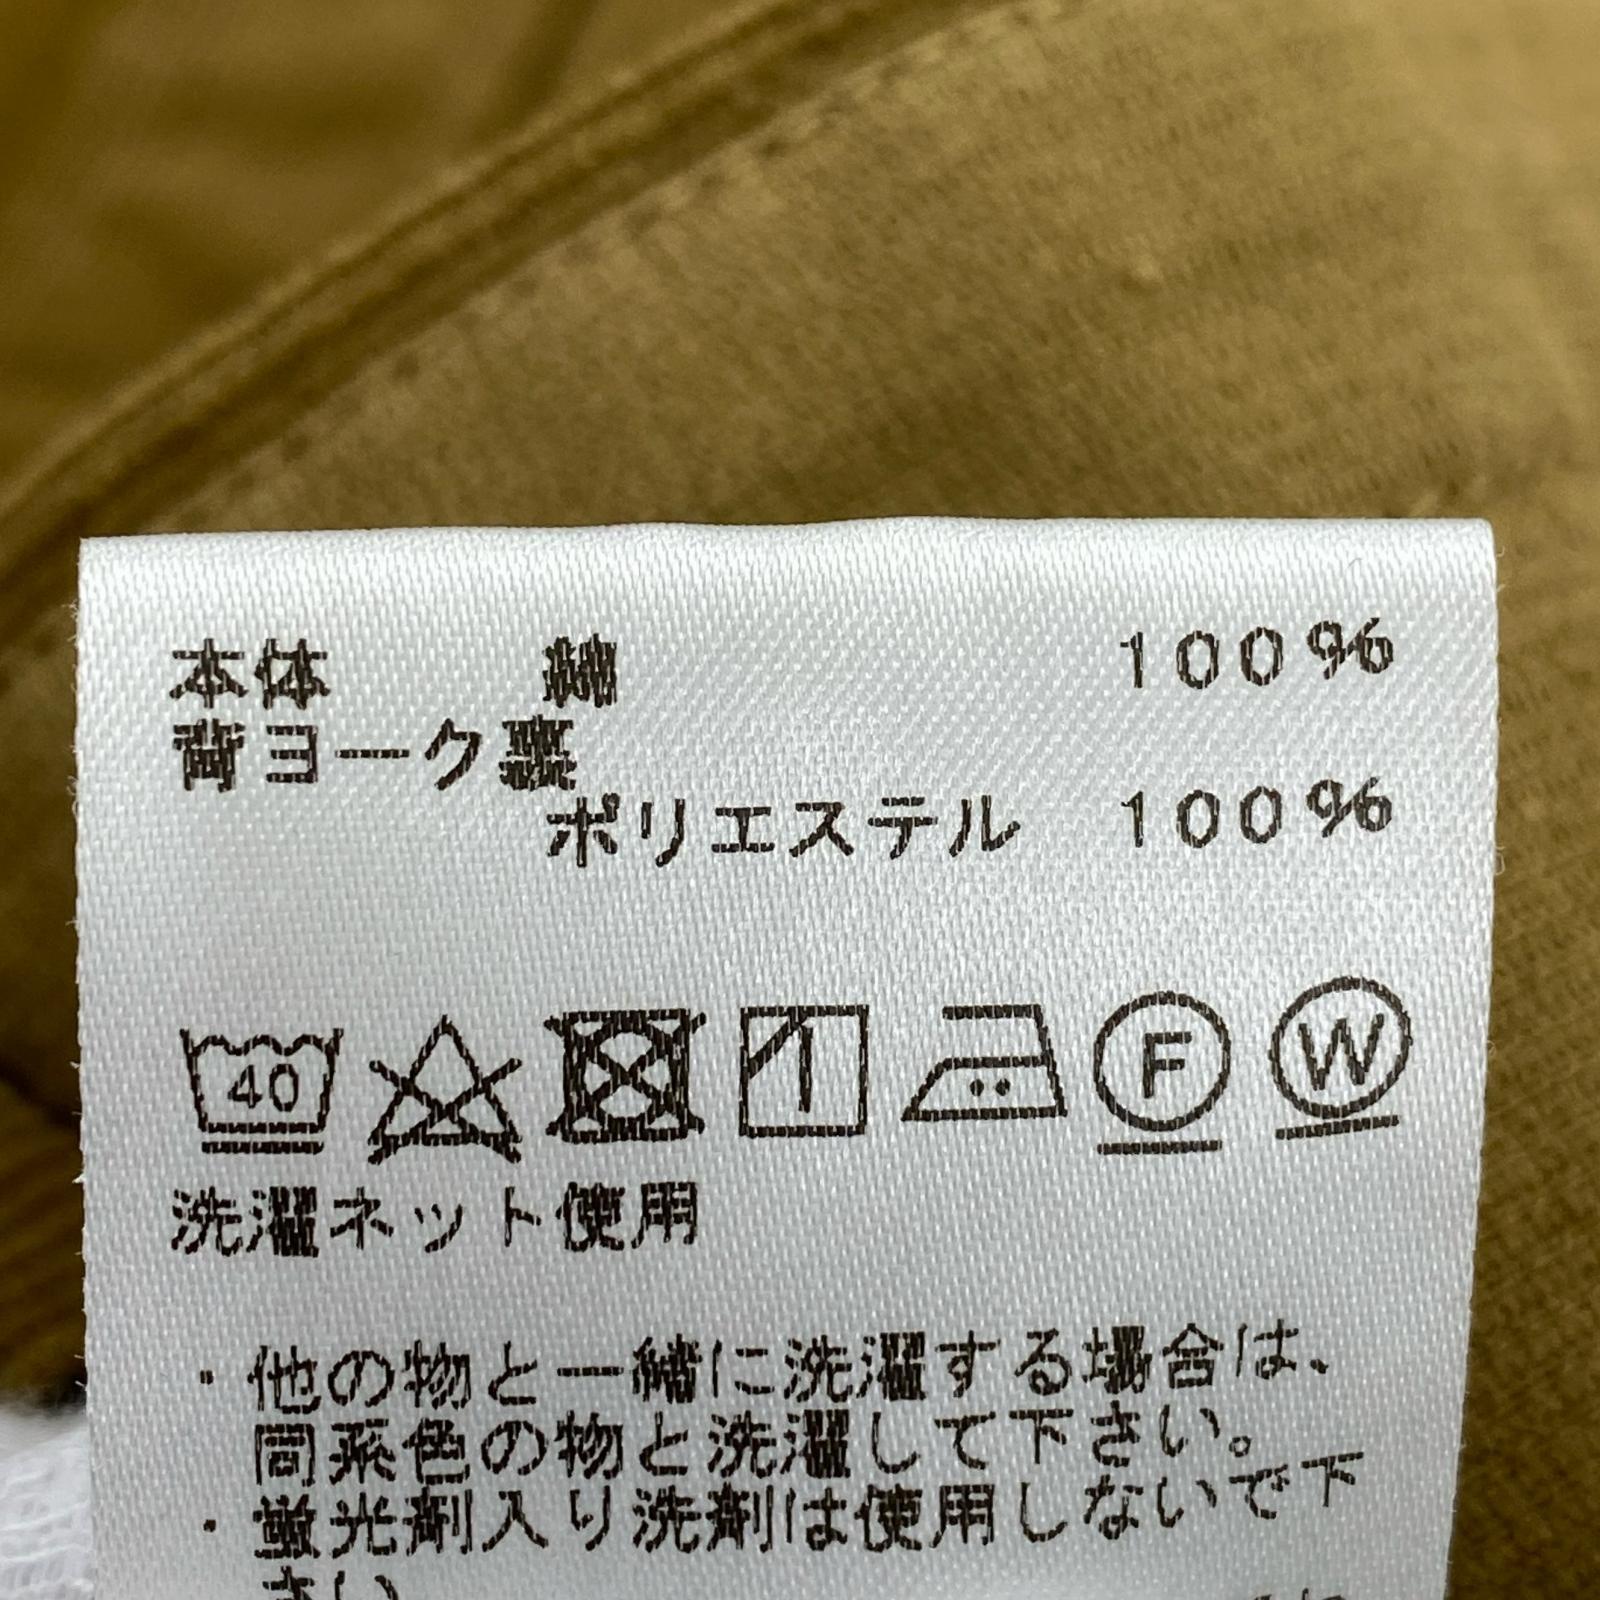 本体 綿 100%
背ヨーク裏
ポリエステル 100%
40 F W
洗濯ネット使用
・他の物と一緒に洗濯する場合は、
同系色の物と洗濯して下さい。
・蛍光剤入り洗剤は使用しないで下
さい